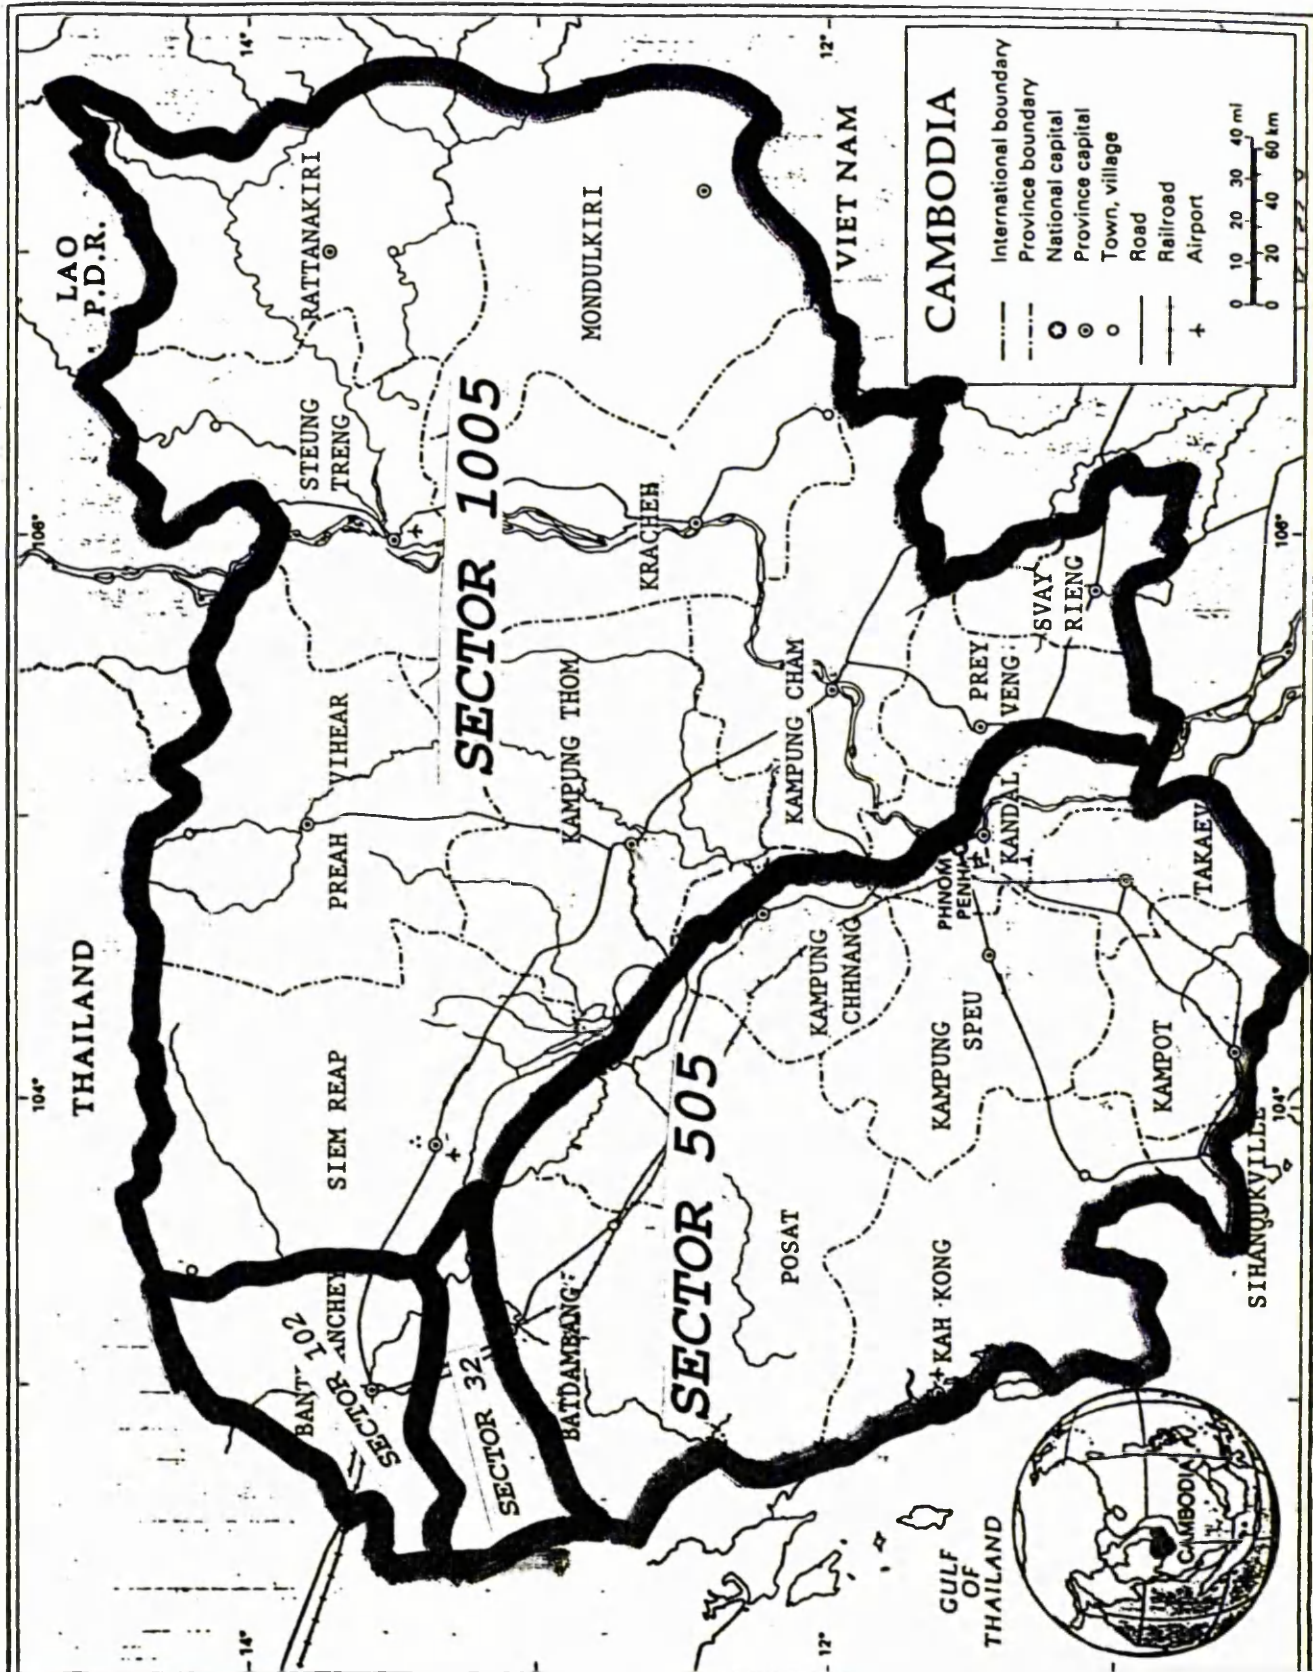 LAO
P.D.R.
THAILAND
VIET NAM
104°
106°
14°
14°
12°
12°
104°
106°
RATTANAKIRI
STEUNG
TRENG
MONDULKIRI
SECTOR 1005
KRACHEH
PREAH VIHEAR
KAMPUNG THOM
SIEM REAP
KAMPUNG CHAM
PREY
VENG
SVAY
RIENG
SECTOR 102
SECTOR 32
BATDAMBANG
SECTOR 505
POSAT
KAMPUNG
CHHNANG
KAMPUNG
SPEU
PHNOM
PENH
KANDAL
TAKAEV
KAMPOT
KAH KONG
SIHANOUKVILLE
GULF
OF
THAILAND
CAMBODIA
CAMBODIA
International boundary
Province boundary
National capital
Province capital
Town, village
Road
Railroad
Airport
0 10 20 30 40 mi
0 20 40 60 km